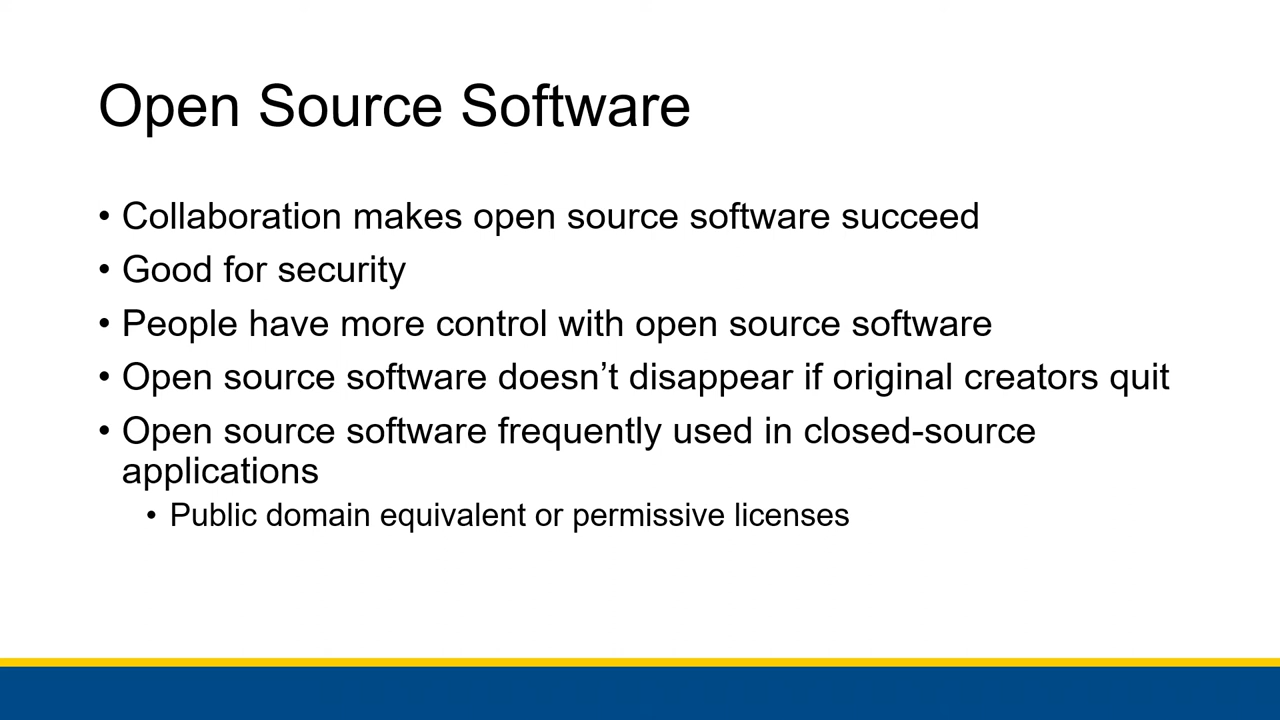 Open Source Software
• Collaboration makes open source software succeed
• Good for security
• People have more control with open source software
• Open source software doesn’t disappear if original creators quit
• Open source software frequently used in closed-source
applications
• Public domain equivalent or permissive licenses